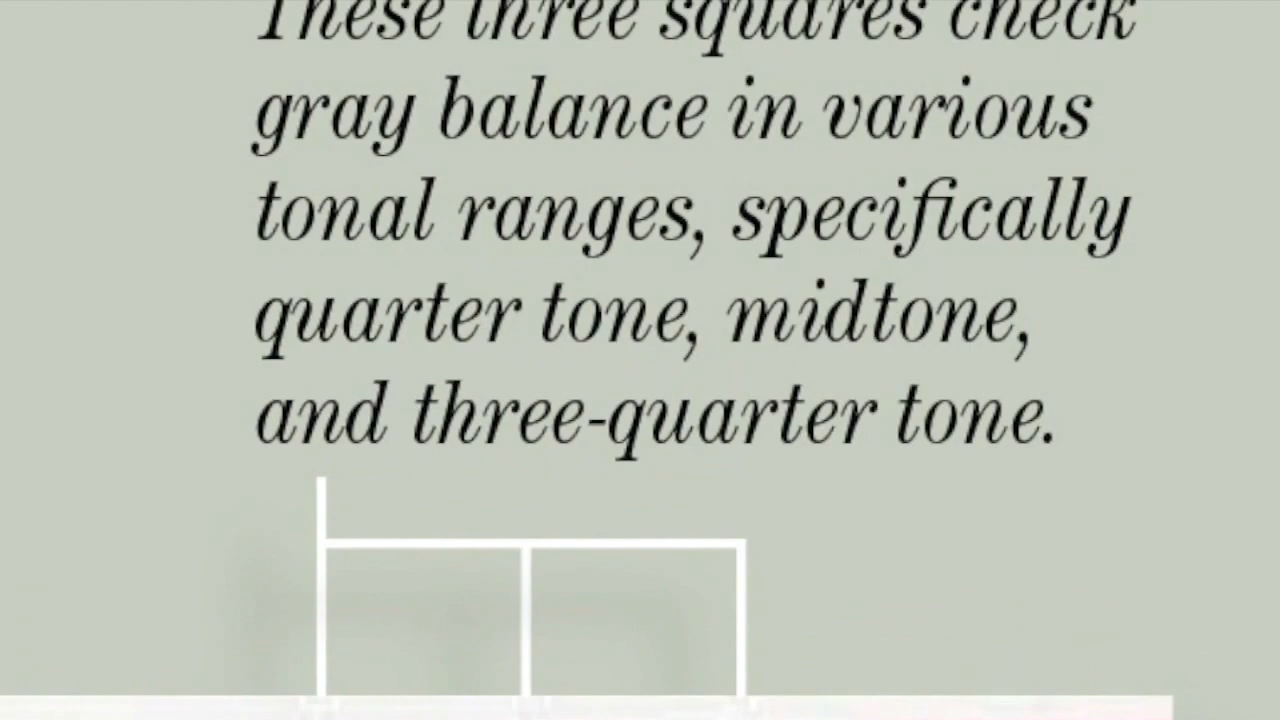 These three squares check
gray balance in various
tonal ranges, specifically
quarter tone, midtone,
and three-quarter tone.